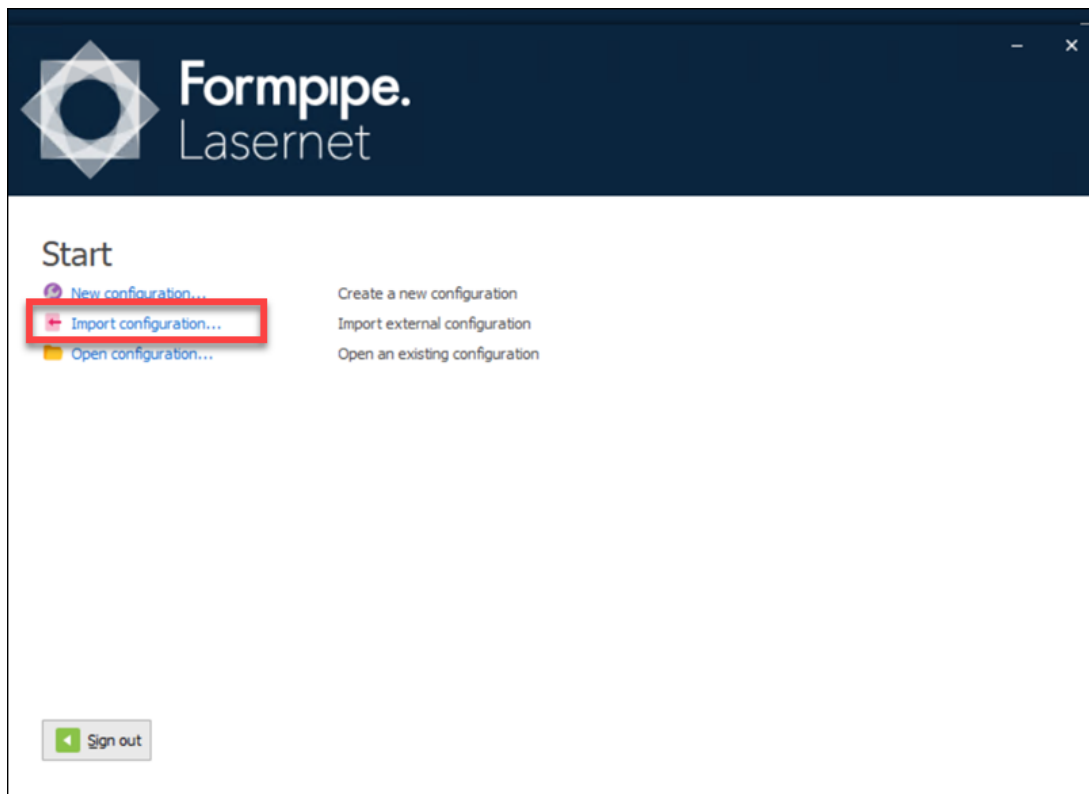 Formpipe.
Lasernet
Start
New configuration... Create a new configuration
Import configuration... Import external configuration
Open configuration... Open an existing configuration
Sign out